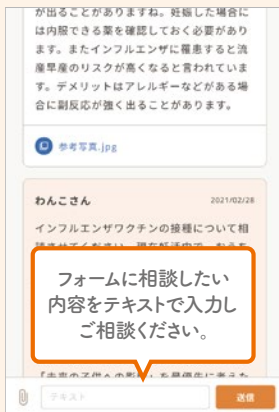 が出ることがありますね。妊娠した場合に
は内服できる薬を確認しておく必要があり
ます。またインフルエンザに罹患すると流
産早産のリスクが高くなると言われていま
す。デメリットはアレルギーなどがある場
合に副反応が強く出ることがあります。
参考写真.jpg
わんこさん 2021/02/28
インフルエンザワクチンの接種について相
フォームに相談したい
内容をテキストで入力し
ご相談ください。
テキスト 送信